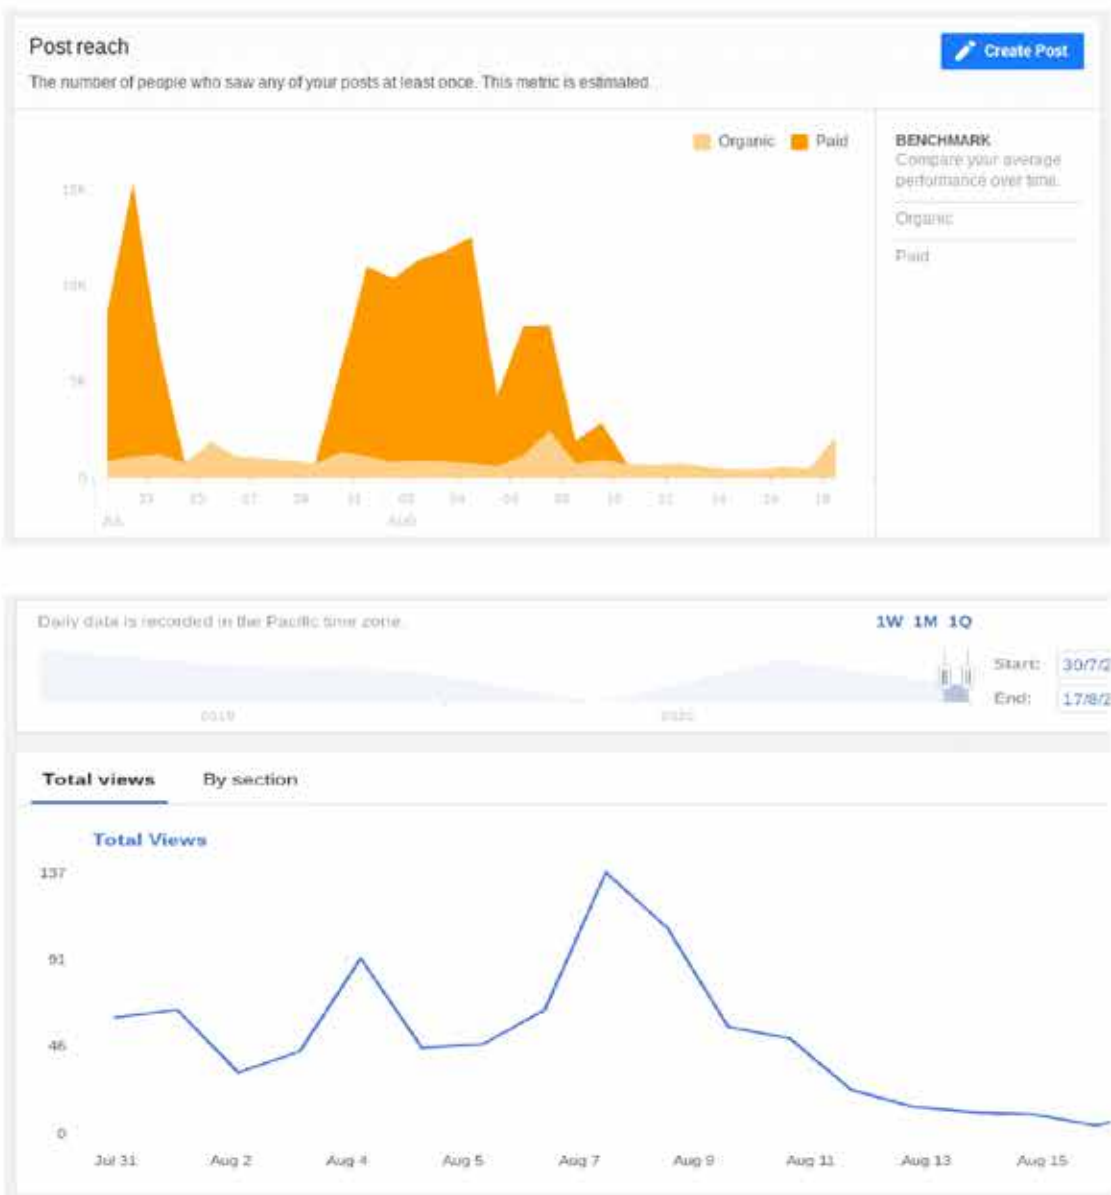 Post reach
Create Post
The number of people who saw any of your posts at least once. This metric is estimated.
Organic Paid
BENCHMARK
Compare your average
performance over time.
Organic
Paid
15K
10K
5K
0
10
Aug
Daily data is recorded in the Pacific time zone.
1W 1M 1Q
Start: 30/7/2
End: 17/8/2
Total views By section
Total Views
137
91
46
0
Jul 31 Aug 2 Aug 4 Aug 5 Aug 7 Aug 9 Aug 11 Aug 13 Aug 15